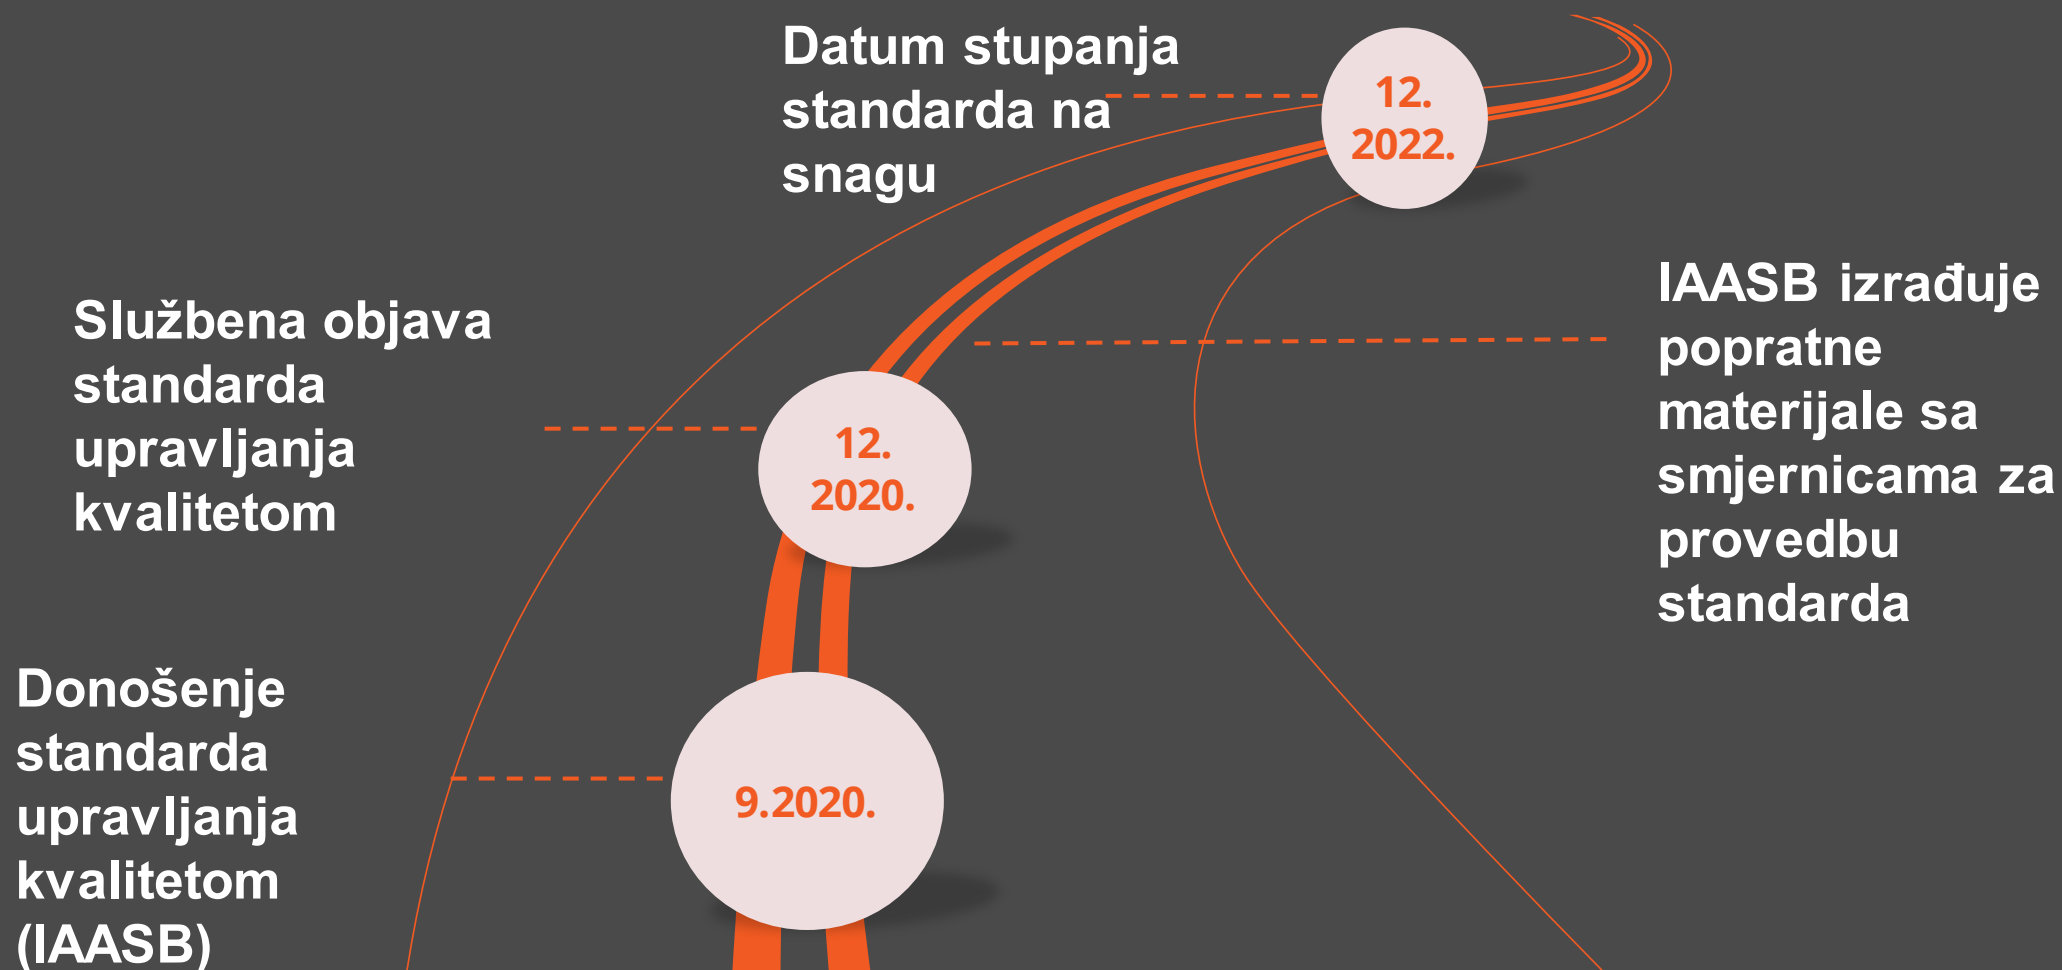 Datum stupanja
standarda na
snagu
12.
2022.
IAASB izrađuje
popratne
materijale sa
smjernicama za
provedbu
standarda
Službena objava
standarda
upravljanja
kvalitetom
12.
2020.
Donošenje
standarda
upravljanja
kvalitetom
(IAASB)
9.2020.